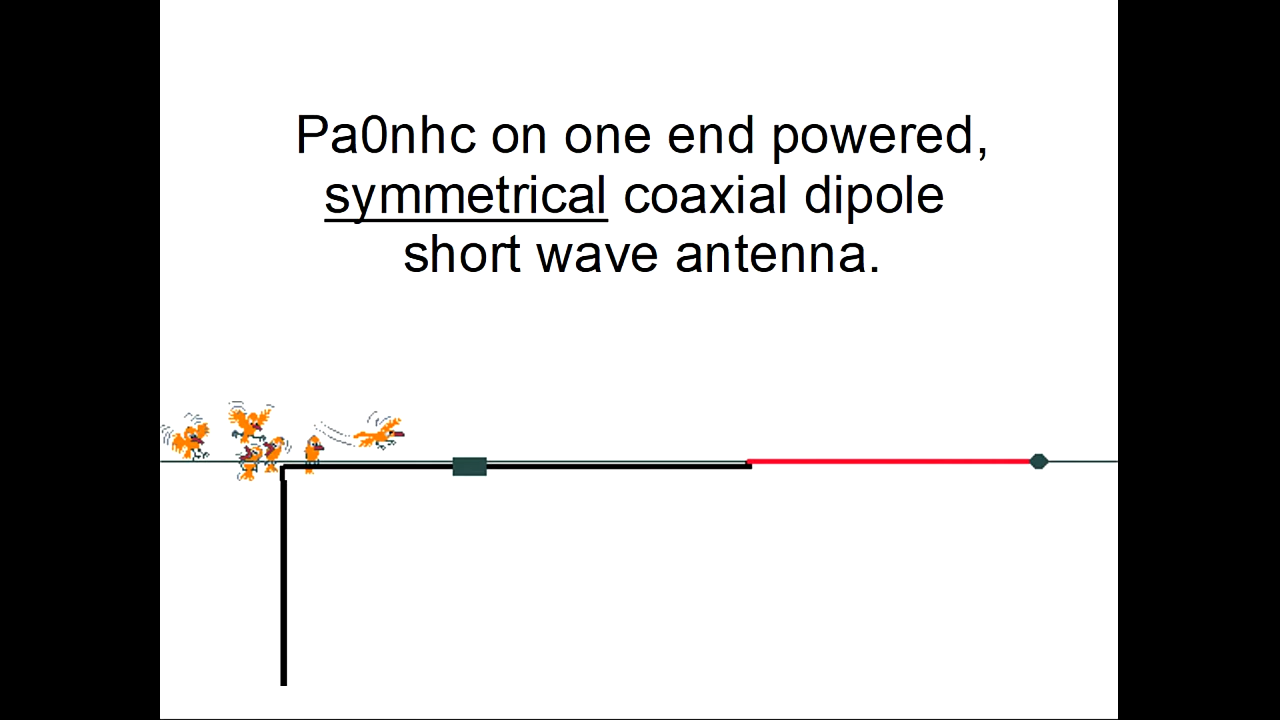 Pa0nhc on one end powered,
symmetrical coaxial dipole
short wave antenna.